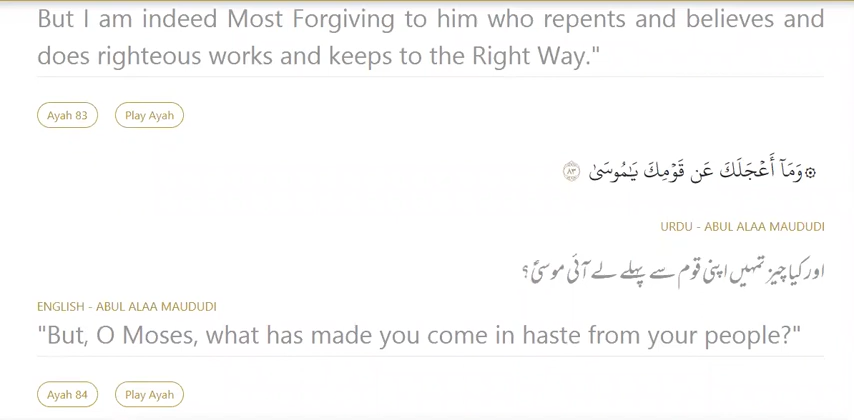 But I am indeed Most Forgiving to him who repents and believes and
does righteous works and keeps to the Right Way."
Ayah 83 Play Ayah
۞ وَمَآ أَعْجَلَكَ عَن قَوْمِكَ يَـٰمُوسَىٰ ٨٣
URDU - ABUL ALAA MAUDUDI
اور کیا چیز تمہیں اپنی قوم سے پہلے لے آئی موسیٰؑ؟
ENGLISH - ABUL ALAA MAUDUDI
"But, O Moses, what has made you come in haste from your people?"
Ayah 84 Play Ayah